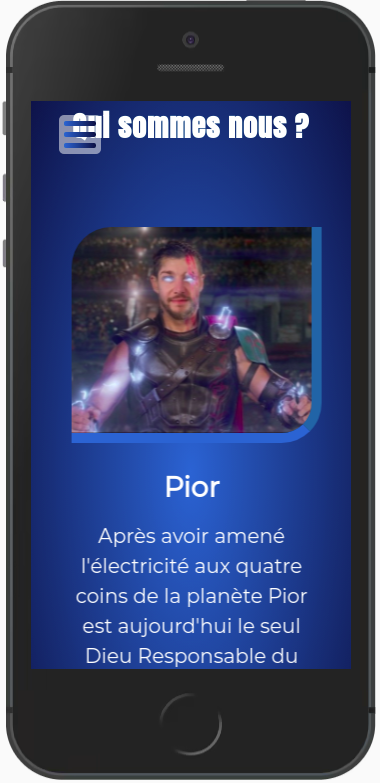 Qui sommes nous ?
Pior
Après avoir amené
l'électricité aux quatre
coins de la planète Pior
est aujourd'hui le seul
Dieu Responsable du